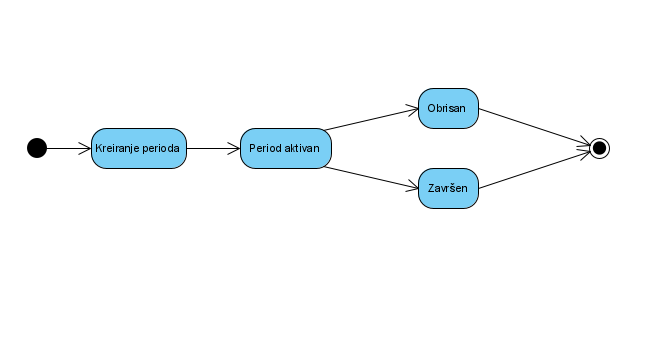 Kreiranje perioda
Period aktivan
Obrisan
Završen